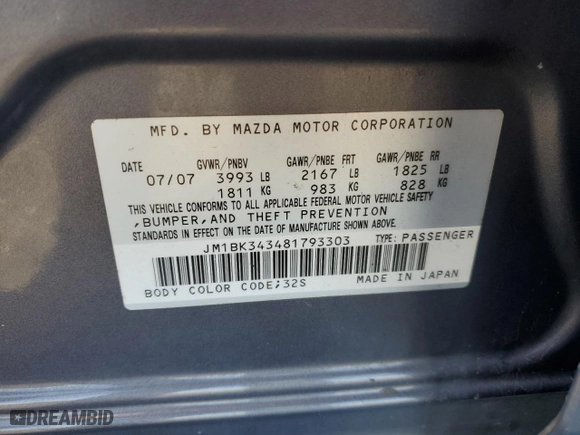 MFD. BY MAZDA MOTOR CORPORATION
DATE GVWR/PNBV GAWR/PNBE FRT GAWR/PNBE RR
07/07 3993 LB 2167 LB 1825 LB
1811 KG 983 KG 828 KG
THIS VEHICLE CONFORMS TO ALL APPLICABLE FEDERAL MOTOR VEHICLE SAFETY
,BUMPER,AND THEFT PREVENTION
STANDARDS IN EFFECT ON THE DATE OF MANUFACTURE SHOWN ABOVE.
JM1BK343481793303 TYPE: PASSENGER
BODY COLOR CODE;32S MADE IN JAPAN
DREAMBID